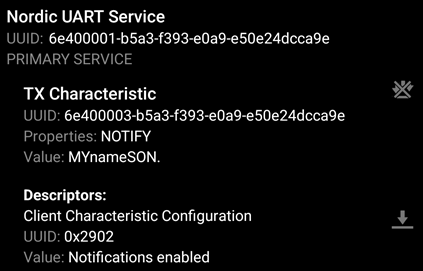 Nordic UART Service
UUID: 6e400001-b5a3-f393-e0a9-e50e24dcca9e
PRIMARY SERVICE
TX Characteristic
UUID: 6e400003-b5a3-f393-e0a9-e50e24dcca9e
Properties: NOTIFY
Value: MYnameSON.
Descriptors:
Client Characteristic Configuration
UUID: 0x2902
Value: Notifications enabled